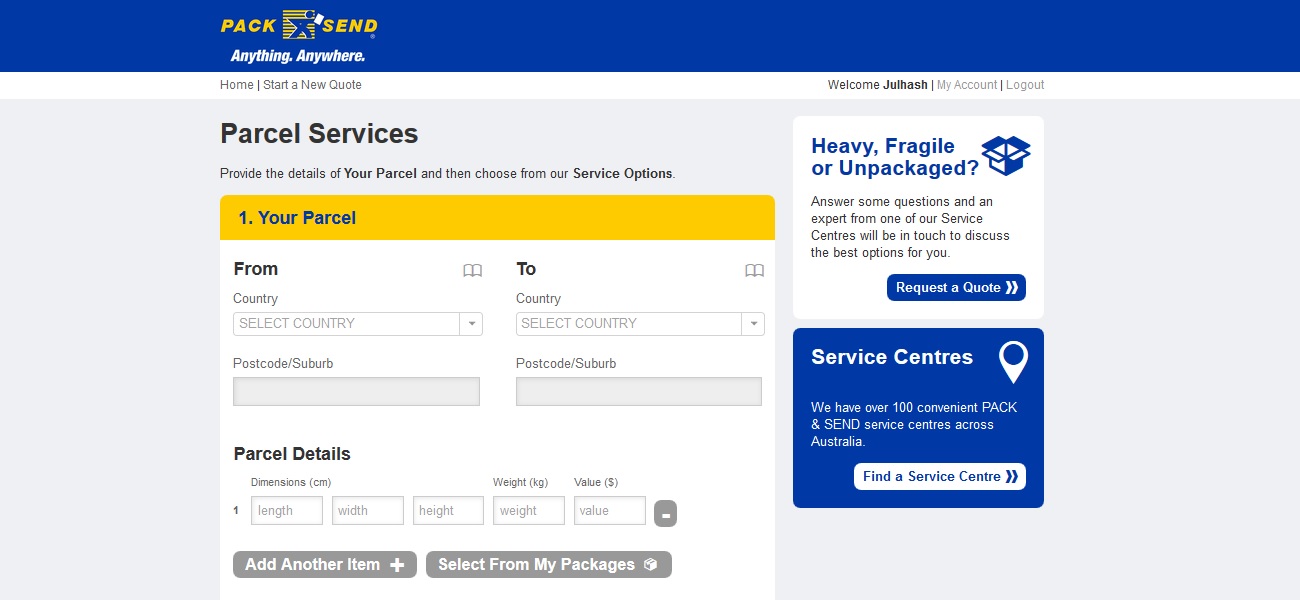 PACK SEND
Anything. Anywhere.
Home | Start a New Quote
Welcome Julhash | My Account | Logout
Parcel Services
Provide the details of Your Parcel and then choose from our Service Options.
1. Your Parcel
From
To
Country
Country
SELECT COUNTRY
SELECT COUNTRY
Postcode/Suburb
Postcode/Suburb
Parcel Details
Dimensions (cm)
Weight (kg)
Value ($)
1
length
width
height
weight
value
-
Add Another Item +
Select From My Packages
Heavy, Fragile
or Unpackaged?
Answer some questions and an
expert from one of our Service
Centres will be in touch to discuss
the best options for you.
Request a Quote
Service Centres
We have over 100 convenient PACK
& SEND service centres across
Australia.
Find a Service Centre